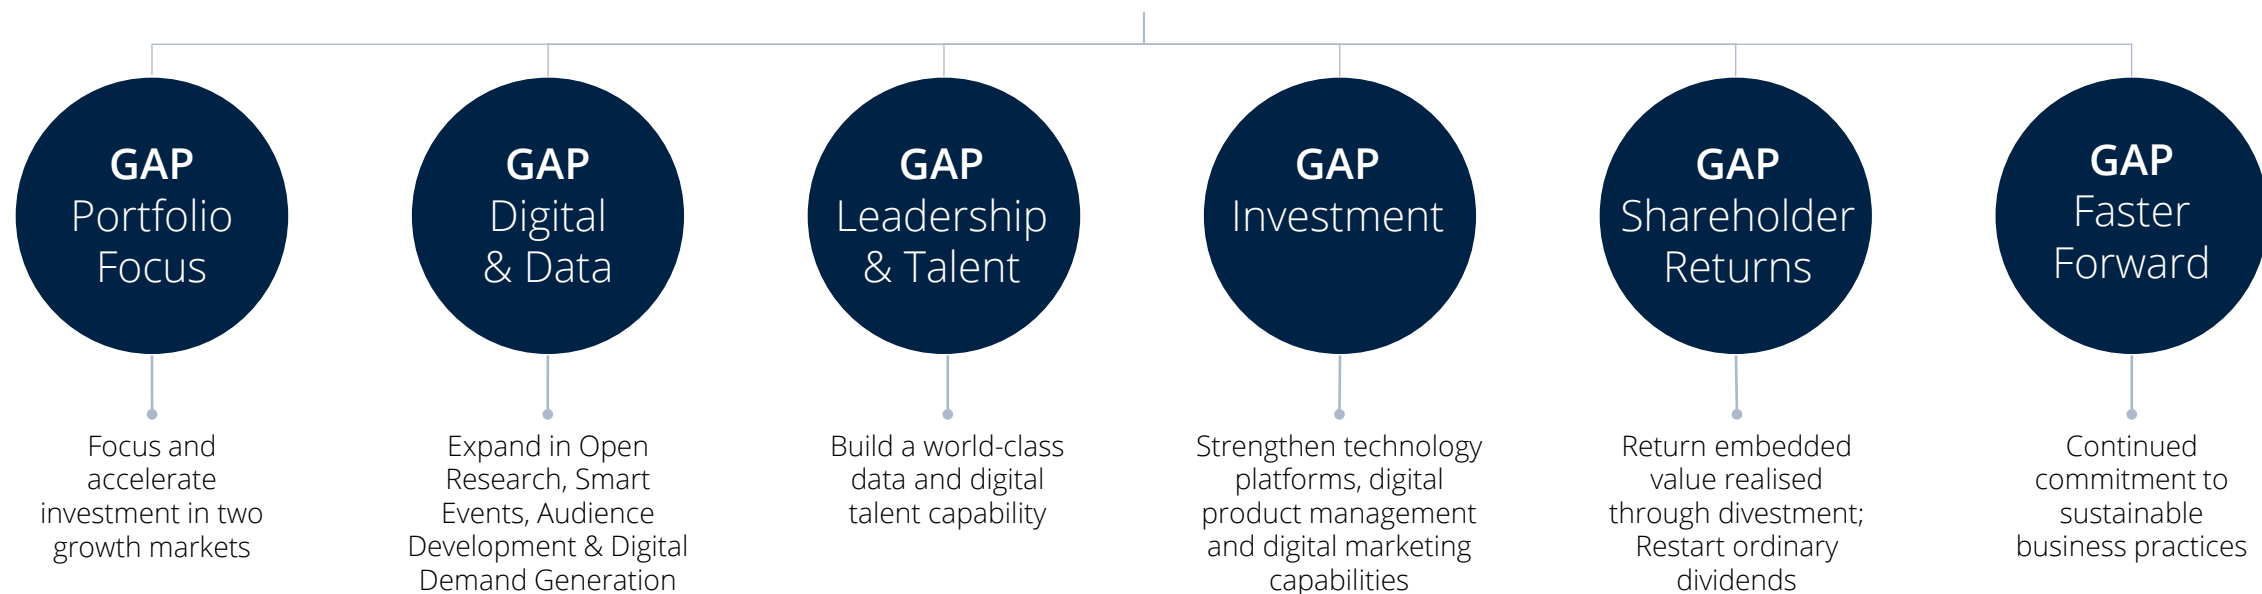 GAP
Portfolio
Focus
Focus and
accelerate
investment in two
growth markets
GAP
Digital
& Data
Expand in Open
Research, Smart
Events, Audience
Development & Digital
Demand Generation
GAP
Leadership
& Talent
Build a world-class
data and digital
talent capability
GAP
Investment
Strengthen technology
platforms, digital
product management
and digital marketing
capabilities
GAP
Shareholder
Returns
Return embedded
value realised
through divestment;
Restart ordinary
dividends
GAP
Faster
Forward
Continued
commitment to
sustainable
business practices